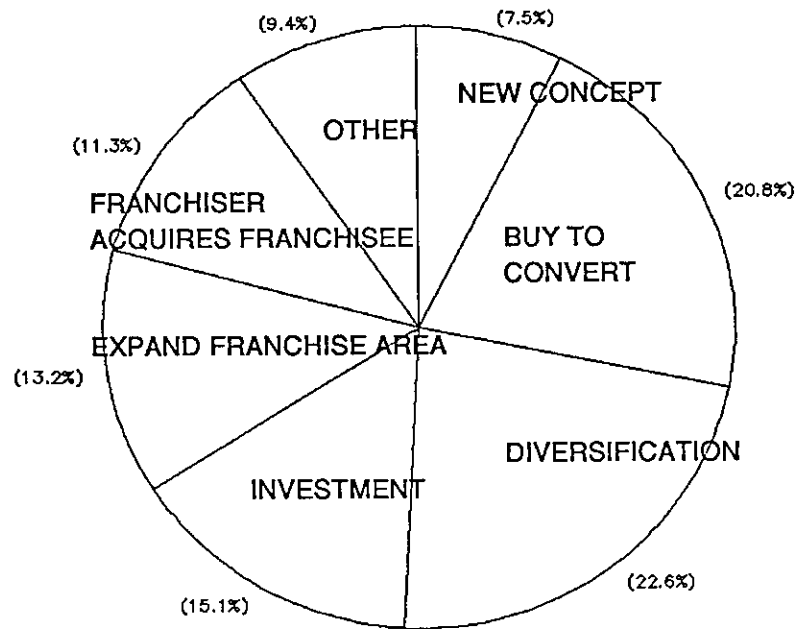 (9.4%)
(7.5%)
NEW CONCEPT
OTHER
(11.3%)
(20.8%)
FRANCHISER
ACQUIRES FRANCHISEE
BUY TO
CONVERT
EXPAND FRANCHISE AREA
(13.2%)
DIVERSIFICATION
INVESTMENT
(22.6%)
(15.1%)